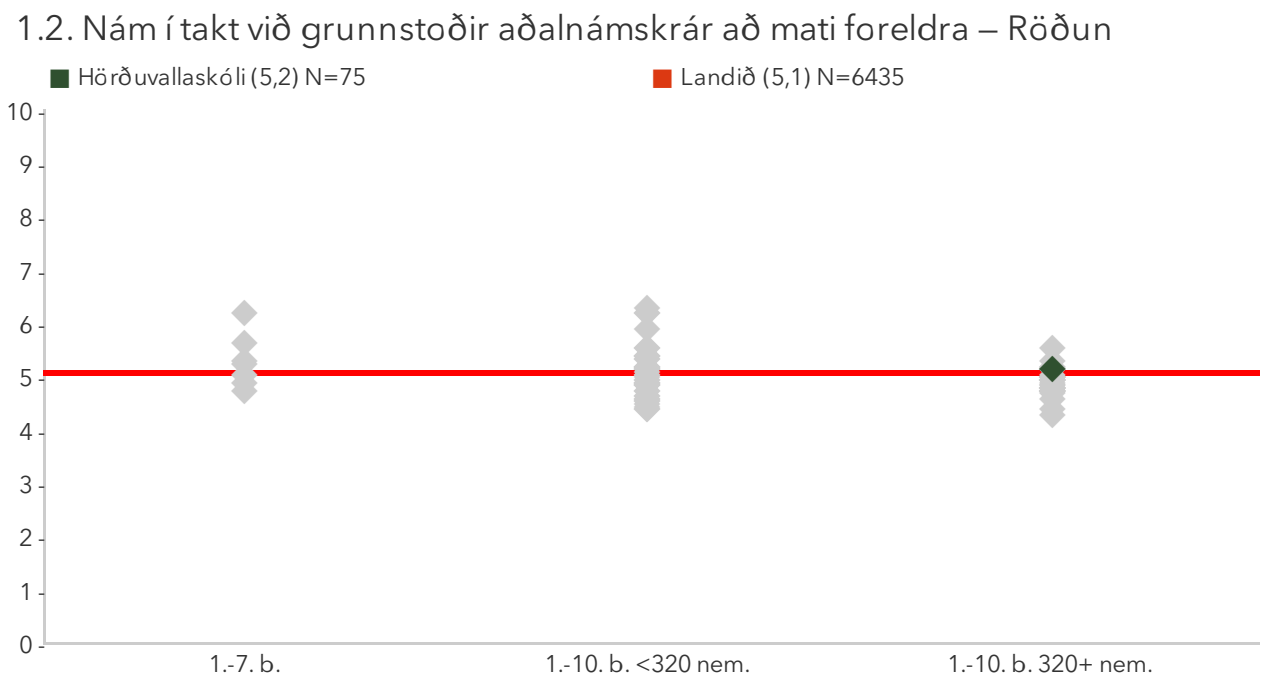 1.2. Nám í takt við grunnstoðir aðalnámskrár að mati foreldra – Röðun
Hörðuvallaskóli (5,2) N=75
Landið (5,1) N=6435
10
9
8
7
6
5
4
3
2
1
0
1.-7. b.
1.-10. b. <320 nem.
1.-10. b. 320+ nem.